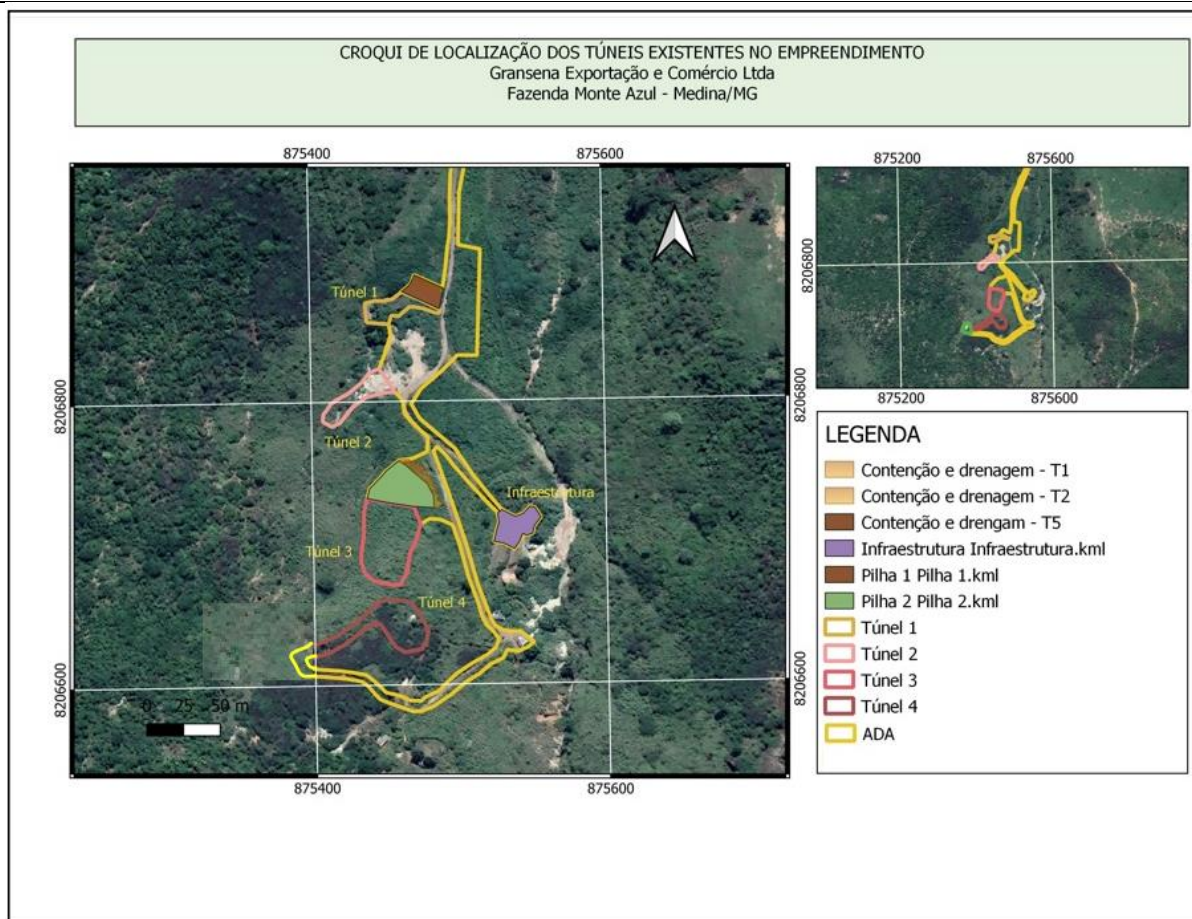 CROQUI DE LOCALIZAÇÃO DOS TÚNEIS EXISTENTES NO EMPREENDIMENTO
Gransena Exportação e Comércio Ltda
Fazenda Monte Azul - Medina/MG
875400
875600
8206800
8206600
8206800
8206600
875400
875600
Túnel 1
Túnel 2
Infraestrutura
Túnel 3
Túnel 4
0 25 50 m
875200
875600
8206800
8206800
875200
875600
LEGENDA
Contenção e drenagem - T1
Contenção e drenagem - T2
Contenção e drengam - T5
Infraestrutura Infraestrutura.kml
Pilha 1 Pilha 1.kml
Pilha 2 Pilha 2.kml
Túnel 1
Túnel 2
Túnel 3
Túnel 4
ADA